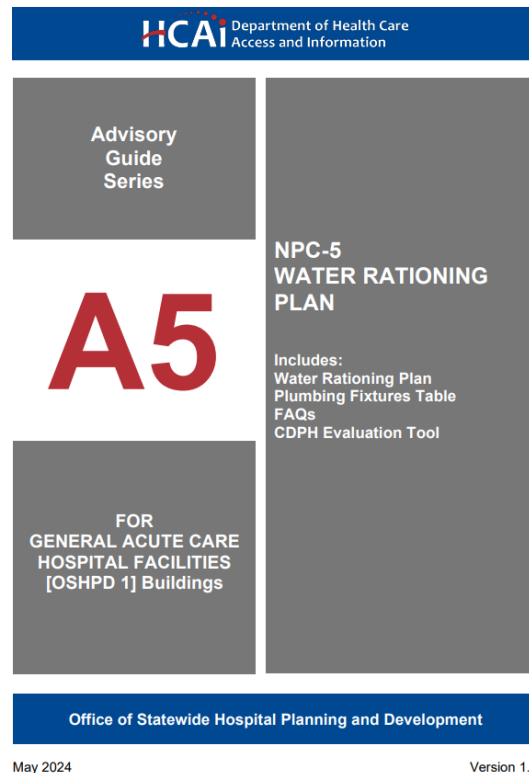 HCAi Department of Health Care
Access and Information
Advisory
Guide
Series
A5
FOR
GENERAL ACUTE CARE
HOSPITAL FACILITIES
[OSHPD 1] Buildings
NPC-5
WATER RATIONING
PLAN
Includes:
Water Rationing Plan
Plumbing Fixtures Table
FAQs
CDPH Evaluation Tool
Office of Statewide Hospital Planning and Development
May 2024
Version 1.